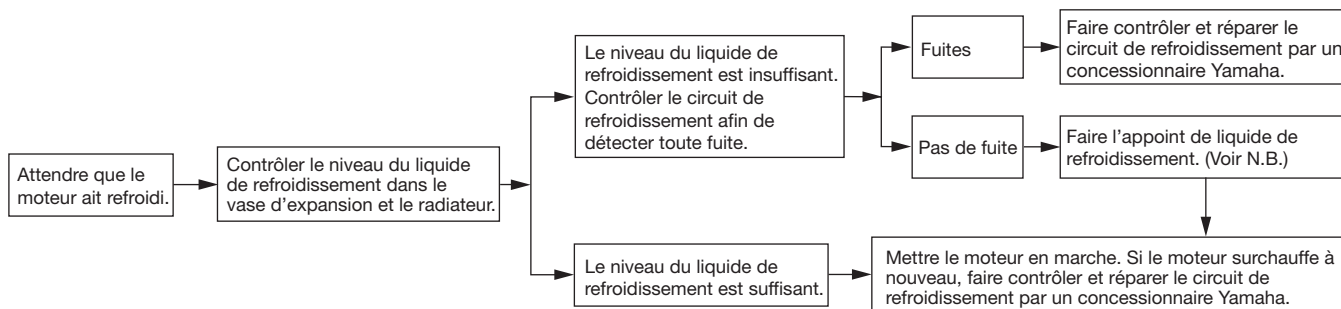 Attendre que le
moteur ait refroidi.
Contrôler le niveau du liquide
de refroidissement dans le
vase d'expansion et le radiateur.
Le niveau du liquide de
refroidissement est insuffisant.
Contrôler le circuit de
refroidissement afin de
détecter toute fuite.
Fuites
Faire contrôler et réparer le
circuit de refroidissement par un
concessionnaire Yamaha.
Pas de fuite
Faire l'appoint de liquide de
refroidissement. (Voir N.B.)
Le niveau du liquide de
refroidissement est suffisant.
Mettre le moteur en marche. Si le moteur surchauffe à
nouveau, faire contrôler et réparer le circuit de
refroidissement par un concessionnaire Yamaha.